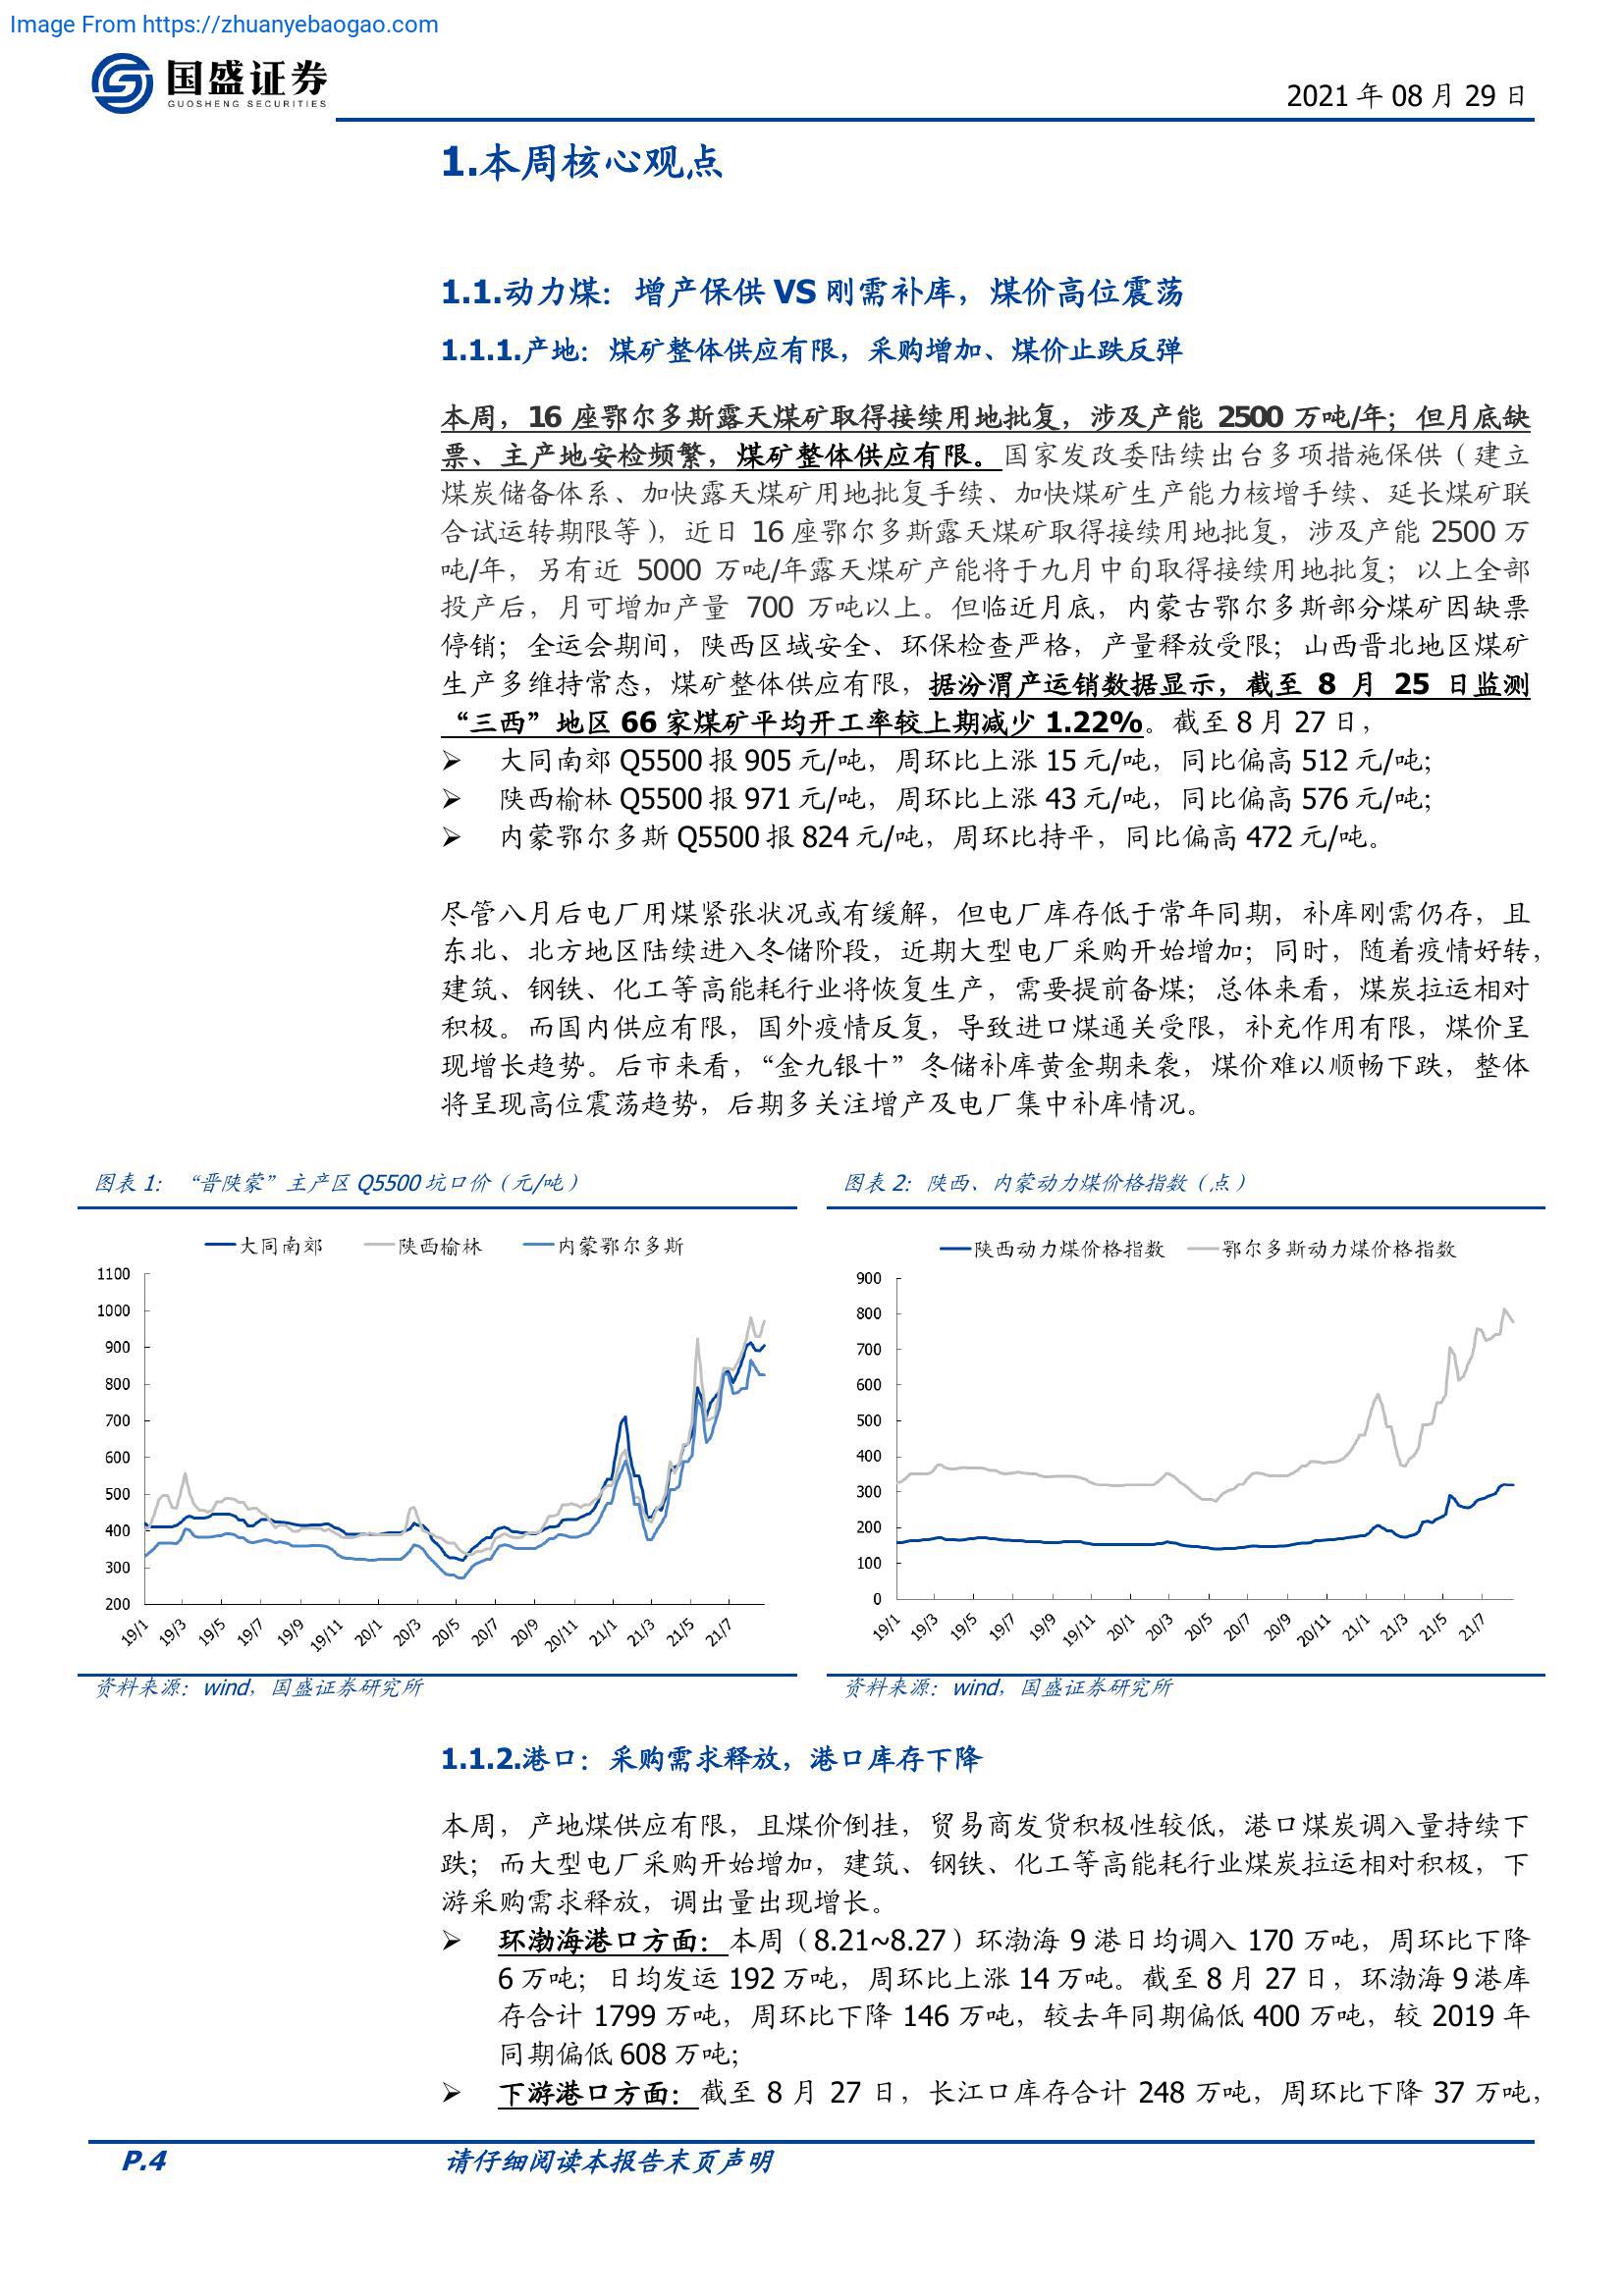 Image From https://zhuanyebaogao.com
国盛证券
GUOSHENG SECURITIES
2021 年 08 月 29 日
1.本周核心观点
1.1.动力煤：增产保供 VS 刚需补库，煤价高位震荡
1.1.1.产地：煤矿整体供应有限，采购增加、煤价止跌反弹
本周，16 座鄂尔多斯露天煤矿取得接续用地批复，涉及产能 2500 万吨/年；但月底缺
票、主产地安检频繁，煤矿整体供应有限。国家发改委陆续出台多项措施保供（建立
煤炭储备体系、加快露天煤矿用地批复手续、加快煤矿生产能力核增手续、延长煤矿联
合试运转期限等），近日 16 座鄂尔多斯露天煤矿取得接续用地批复，涉及产能 2500 万
吨/年，另有近 5000 万吨/年露天煤矿产能将于九月中旬取得接续用地批复；以上全部
投产后，月可增加产量 700 万吨以上。但临近月底，内蒙古鄂尔多斯部分煤矿因缺票
停销；全运会期间，陕西区域安全、环保检查严格，产量释放受限；山西晋北地区煤矿
生产多维持常态，煤矿整体供应有限，据汾渭产运销数据显示，截至 8 月 25 日监测
“三西”地区 66 家煤矿平均开工率较上期减少 1.22%。截至 8 月 27 日，
➢ 大同南郊 Q5500 报 905 元/吨，周环比上涨 15 元/吨，同比偏高 512 元/吨；
➢ 陕西榆林 Q5500 报 971 元/吨，周环比上涨 43 元/吨，同比偏高 576 元/吨；
➢ 内蒙鄂尔多斯 Q5500 报 824 元/吨，周环比持平，同比偏高 472 元/吨。
尽管八月后电厂用煤紧张状况或有缓解，但电厂库存低于常年同期，补库刚需仍存，且
东北、北方地区陆续进入冬储阶段，近期大型电厂采购开始增加；同时，随着疫情好转，
建筑、钢铁、化工等高能耗行业将恢复生产，需要提前备煤；总体来看，煤炭拉运相对
积极。而国内供应有限，国外疫情反复，导致进口煤通关受限，补充作用有限，煤价呈
现增长趋势。后市来看，“金九银十”冬储补库黄金期来袭，煤价难以顺畅下跌，整体
将呈现高位震荡趋势，后期多关注增产及电厂集中补库情况。
图表 1：“晋陕蒙”主产区 Q5500 坑口价（元/吨）
大同南郊 陕西榆林 内蒙鄂尔多斯
1100
1000
900
800
700
600
500
400
300
200
19/1 19/3 19/5 19/7 19/9 19/11 20/1 20/3 20/5 20/7 20/9 20/11 21/1 21/3 21/5 21/7
资料来源：wind，国盛证券研究所
图表 2：陕西、内蒙动力煤价格指数（点）
陕西动力煤价格指数 鄂尔多斯动力煤价格指数
900
800
700
600
500
400
300
200
100
0
19/1 19/3 19/5 19/7 19/9 19/11 20/1 20/3 20/5 20/7 20/9 20/11 21/1 21/3 21/5 21/7
资料来源：wind，国盛证券研究所
1.1.2.港口：采购需求释放，港口库存下降
本周，产地煤供应有限，且煤价倒挂，贸易商发货积极性较低，港口煤炭调入量持续下
跌；而大型电厂采购开始增加，建筑、钢铁、化工等高能耗行业煤炭拉运相对积极，下
游采购需求释放，调出量出现增长。
➢ 环渤海港口方面：本周（8.21~8.27）环渤海 9 港日均调入 170 万吨，周环比下降
6 万吨；日均发运 192 万吨，周环比上涨 14 万吨。截至 8 月 27 日，环渤海 9 港库
存合计 1799 万吨，周环比下降 146 万吨，较去年同期偏低 400 万吨，较 2019 年
同期偏低 608 万吨；
➢ 下游港口方面：截至 8 月 27 日，长江口库存合计 248 万吨，周环比下降 37 万吨，
P.4
请仔细阅读本报告末页声明